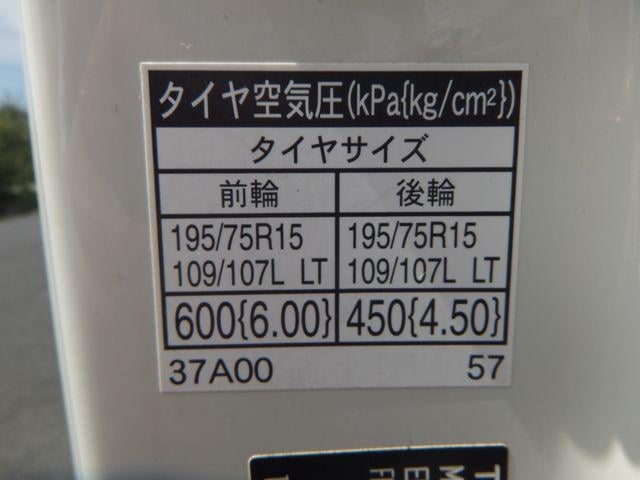 タイヤ空気圧(kPa{kg/cm²})
タイヤサイズ
前輪 後輪
195/75R15 195/75R15
109/107L LT 109/107L LT
600{6.00} 450{4.50}
37A00 57